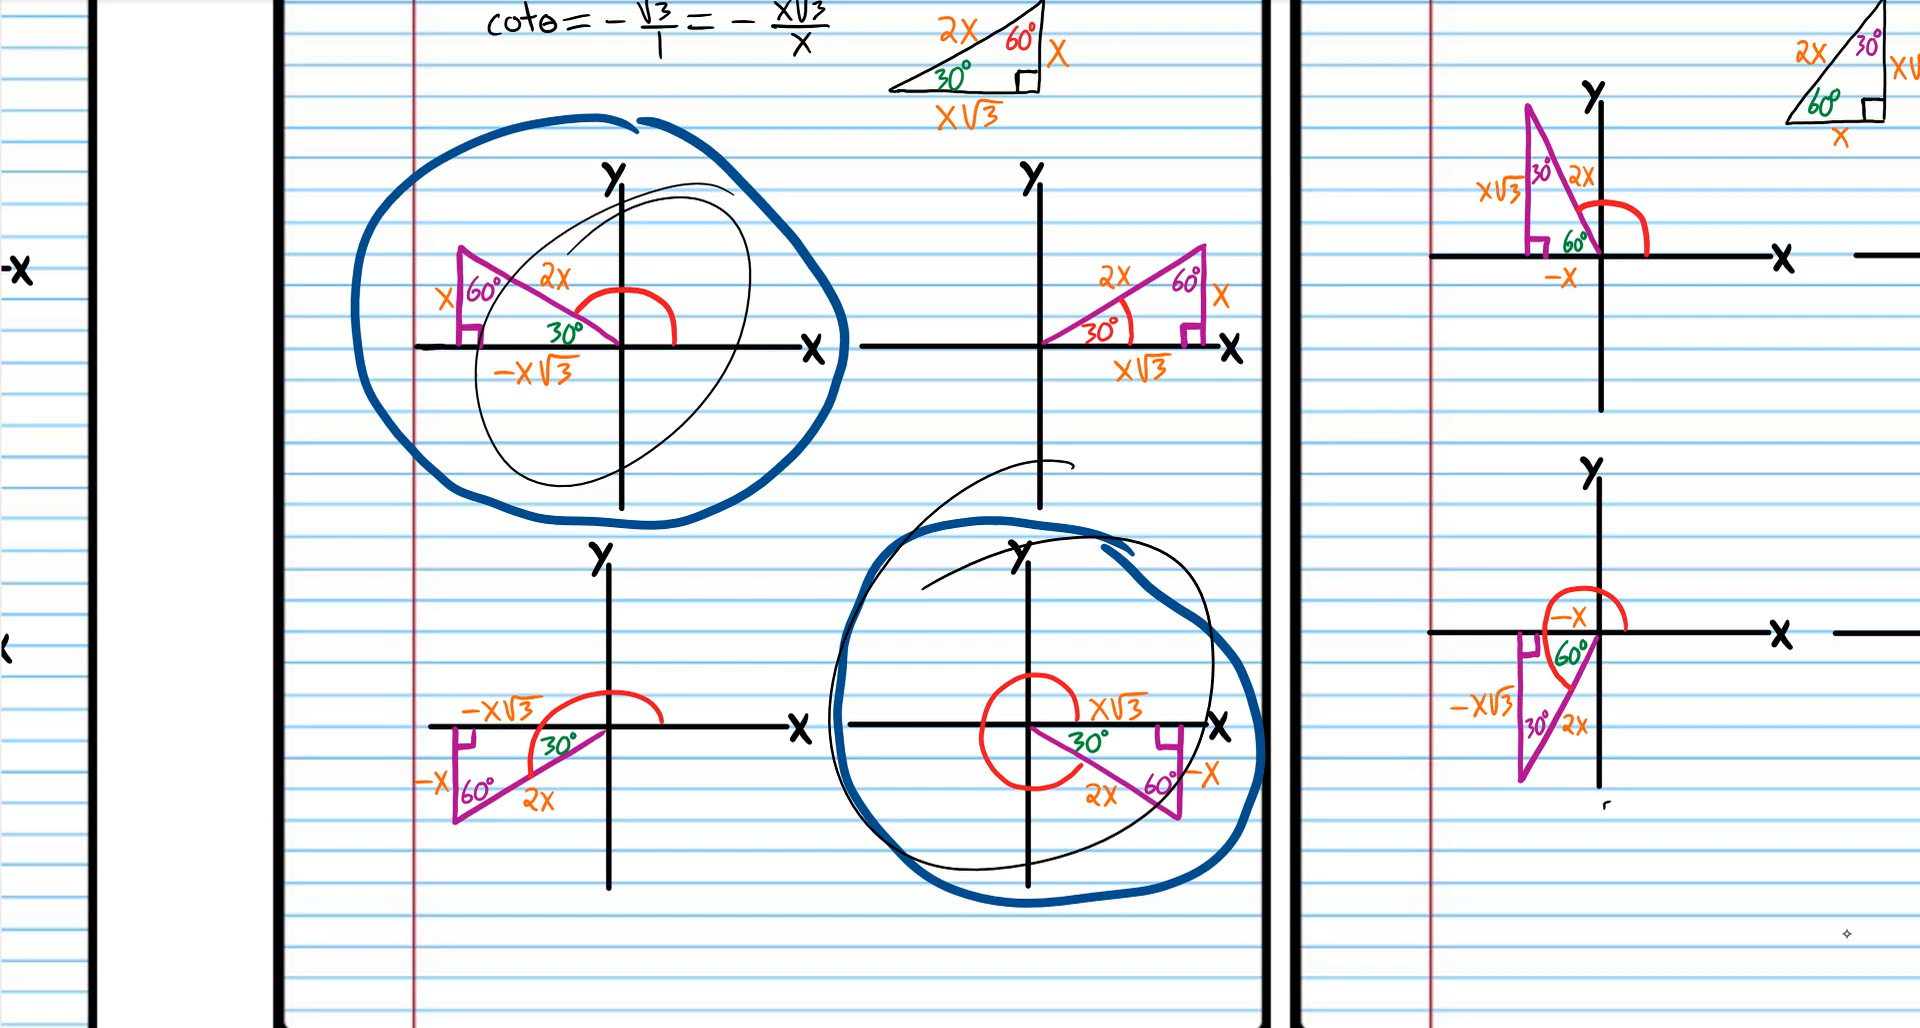 cotθ = - √3/1 = - x√3/x
2x 60° x
30°
x√3
y
x 60° 2x
30° x
-x√3
y
2x 60° x
30° x
x√3
y
-x√3 x
30°
-x 60° 2x
y
x√3 x
30°
2x 60° -x
-x
2x 30°
60°
x
y
x√3 30° 2x
60° x
-x
y
-x x
60°
-x√3 30° 2x
r